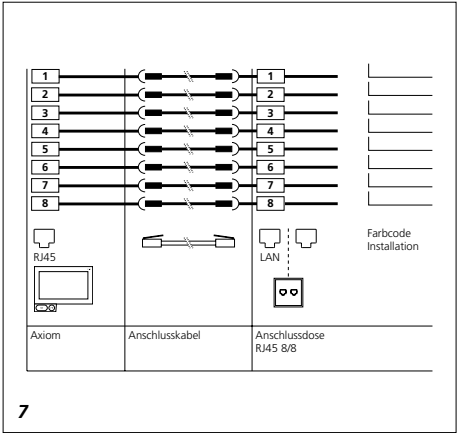 1 1
2 2
3 3
4 4
5 5
6 6
7 7
8 8
RJ45
LAN
Farbcode
Installation
Axiom
Anschlusskabel
Anschlussdose
RJ45 8/8
7